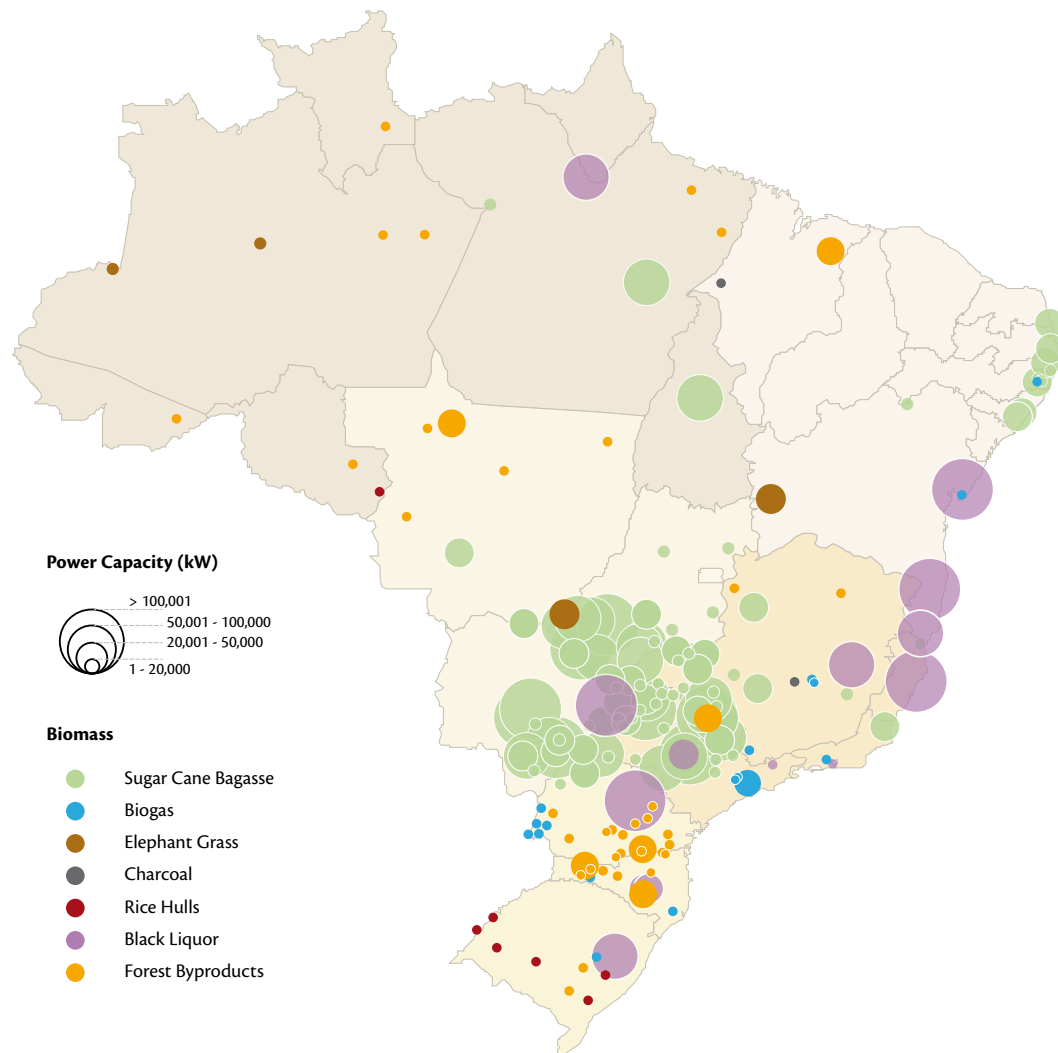 Power Capacity (kW)
> 100,001
50,001 - 100,000
20,001 - 50,000
1 - 20,000
Biomass
Sugar Cane Bagasse
Biogas
Elephant Grass
Charcoal
Rice Hulls
Black Liquor
Forest Byproducts